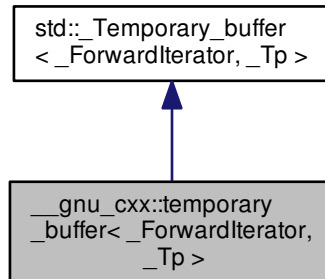 std::_Temporary_buffer
< _ForwardIterator, _Tp >
__gnu_cxx::temporary
_buffer< _ForwardIterator,
_Tp >